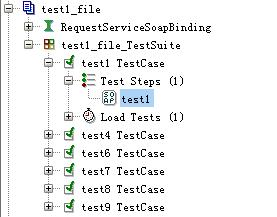 test1_file
RequestServiceSoapBinding
test1_file_TestSuite
test1 TestCase
Test Steps (1)
test1
Load Tests (1)
test4 TestCase
test6 TestCase
test7 TestCase
test8 TestCase
test9 TestCase